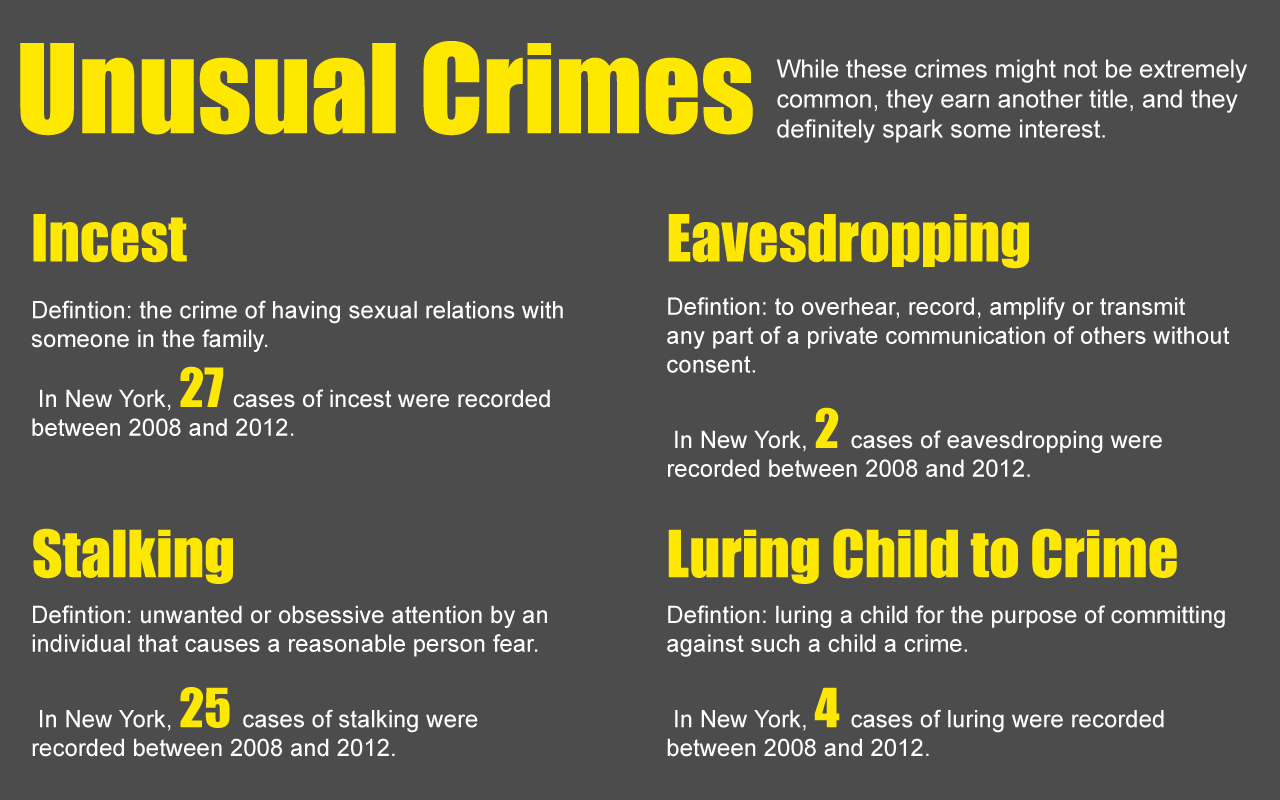 Unusual Crimes
While these crimes might not be extremely
common, they earn another title, and they
definitely spark some interest.
Incest
Defintion: the crime of having sexual relations with
someone in the family.
In New York, 27 cases of incest were recorded
between 2008 and 2012.
Eavesdropping
Defintion: to overhear, record, amplify or transmit
any part of a private communication of others without
consent.
In New York, 2 cases of eavesdropping were
recorded between 2008 and 2012.
Stalking
Defintion: unwanted or obsessive attention by an
individual that causes a reasonable person fear.
In New York, 25 cases of stalking were
recorded between 2008 and 2012.
Luring Child to Crime
Defintion: luring a child for the purpose of committing
against such a child a crime.
In New York, 4 cases of luring were recorded
between 2008 and 2012.